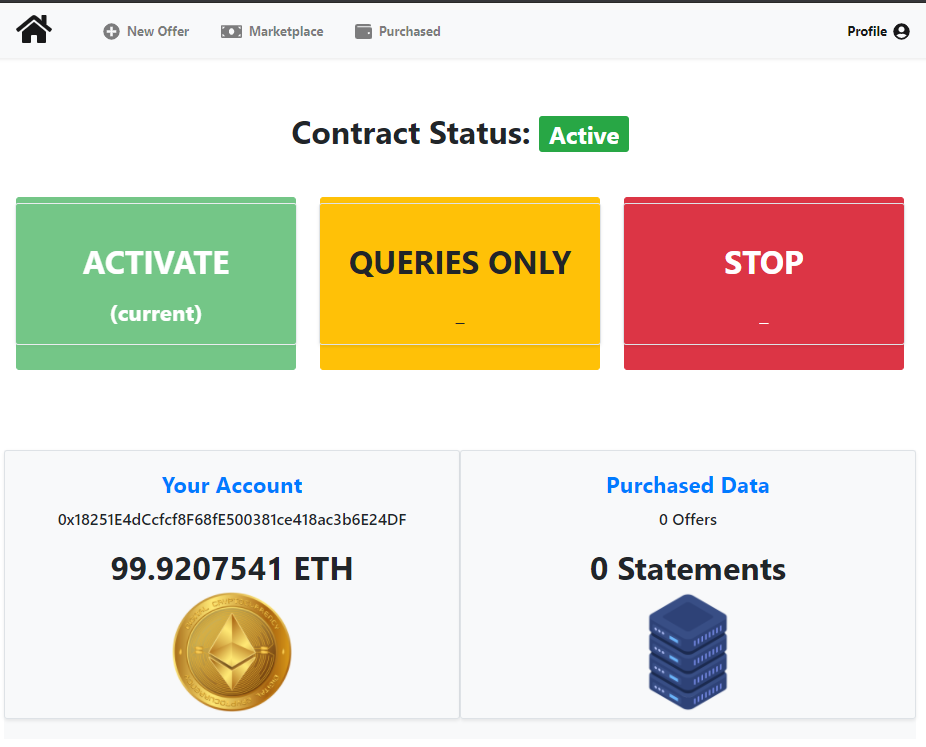 New Offer Marketplace Purchased Profile
Contract Status: Active
ACTIVATE
(current)
QUERIES ONLY
_
STOP
_
Your Account
0x18251E4dCcfcf8F68fE500381ce418ac3b6E24DF
99.9207541 ETH
Purchased Data
0 Offers
0 Statements